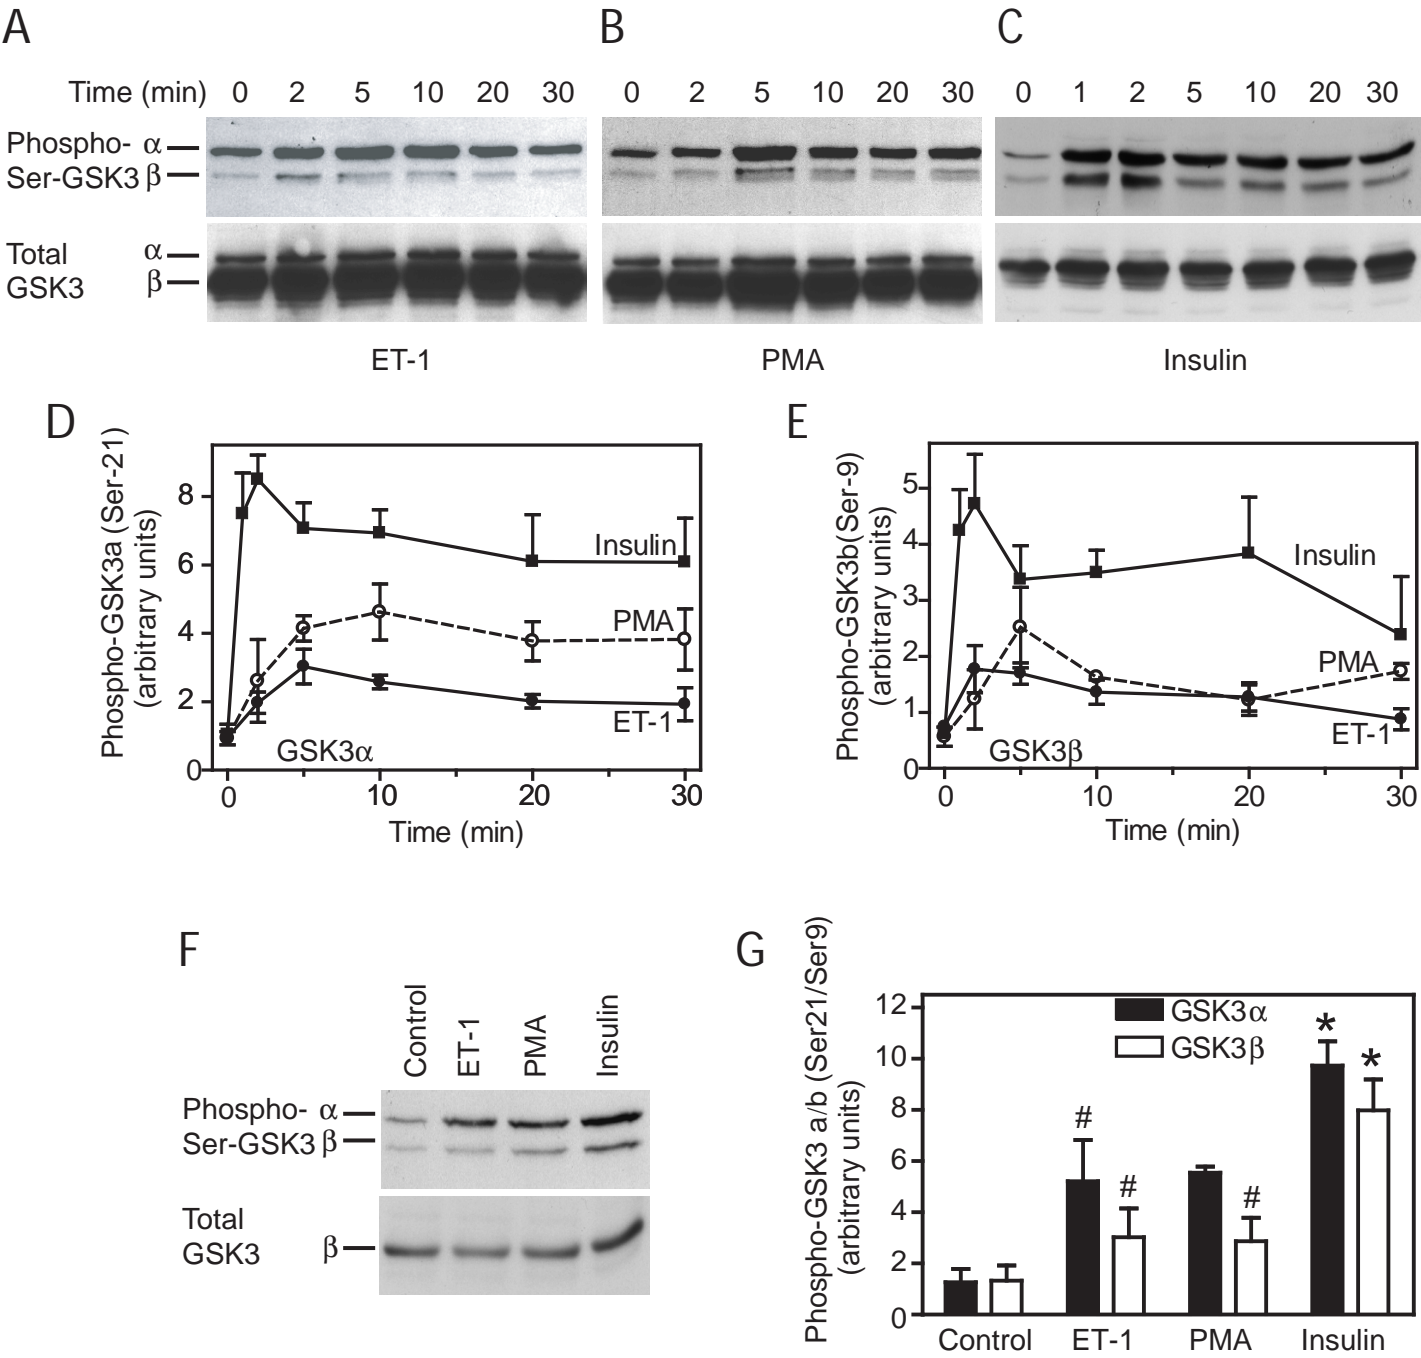 A
B
C
Time (min) 0 2 5 10 20 30
0 2 5 10 20 30
0 1 2 5 10 20 30
Phospho- α
Ser-GSK3 β
Total α
GSK3 β
ET-1
PMA
Insulin
D
Phospho-GSK3a (Ser-21)
(arbitrary units)
8
6
4
2
0
Insulin
PMA
ET-1
GSK3α
0 10 20 30
Time (min)
E
Phospho-GSK3b(Ser-9)
(arbitrary units)
5
4
3
2
1
0
Insulin
PMA
ET-1
GSK3β
0 10 20 30
Time (min)
F
Control
ET-1
PMA
Insulin
Phospho- α
Ser-GSK3 β
Total
GSK3 β
G
Phospho-GSK3 a/b (Ser21/Ser9)
(arbitrary units)
12
10
8
6
4
2
0
GSK3α
GSK3β
# # # * *
Control ET-1 PMA Insulin